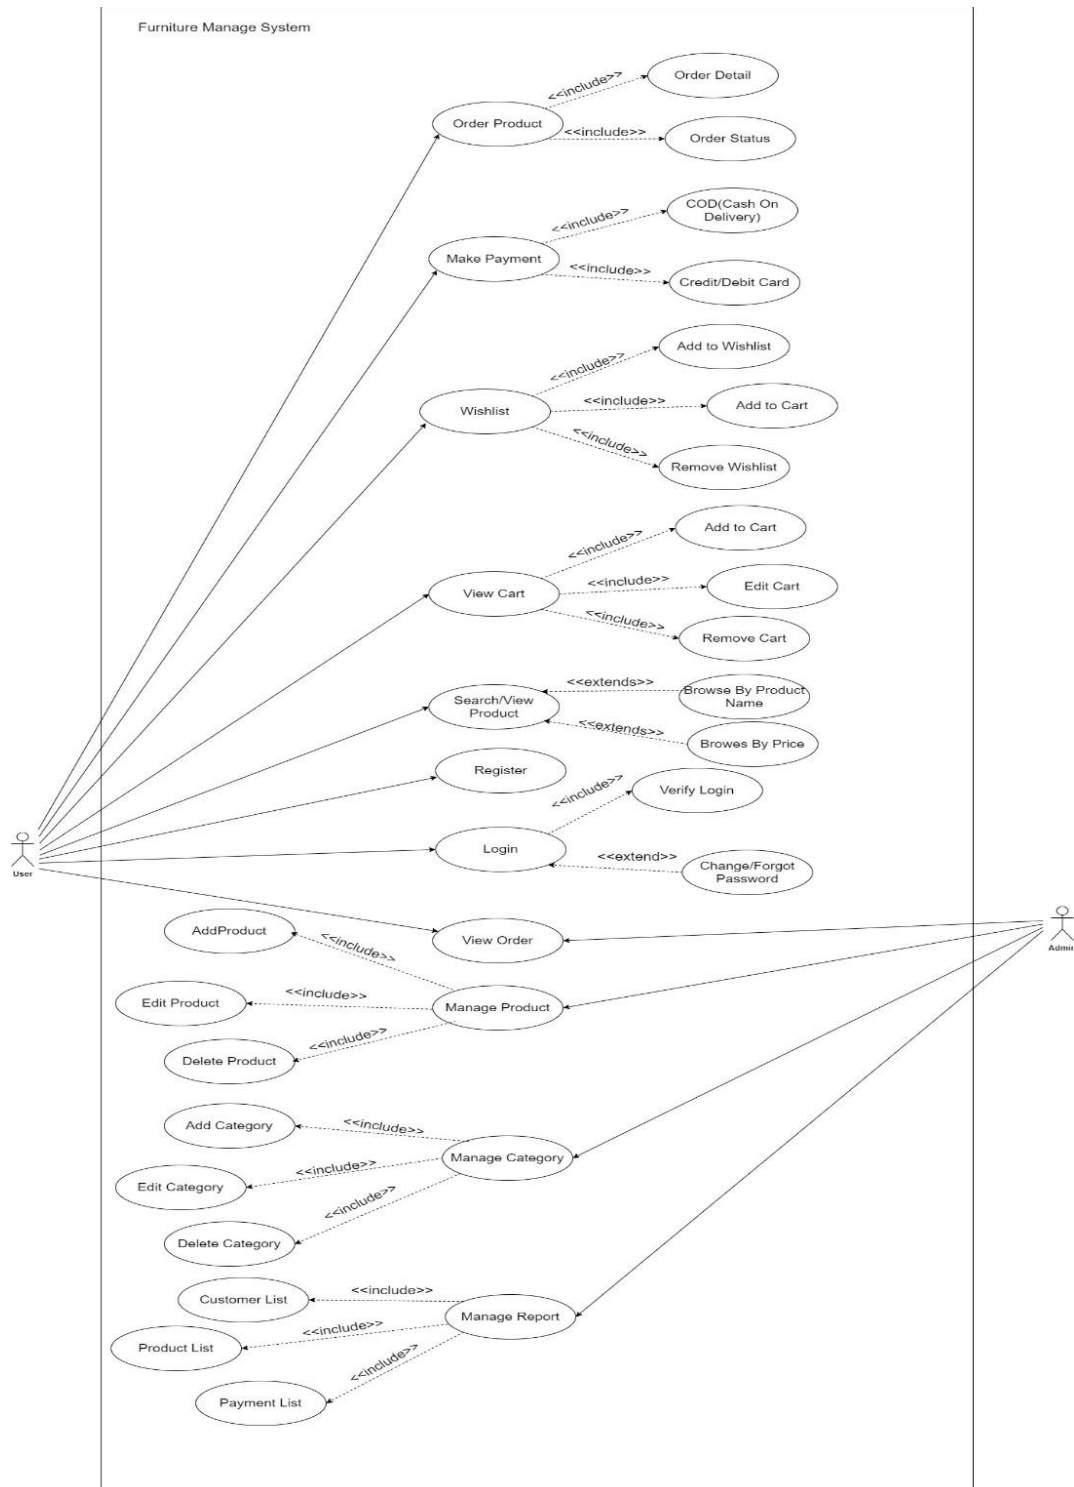 Furniture Manage System
<<include>>
Order Detail
Order Product
<<include>>
Order Status
<<include>>
COD(Cash On
Delivery)
Make Payment
<<include>>
Credit/Debit Card
<<include>>
Add to Wishlist
Wishlist
<<include>>
Add to Cart
<<include>>
Remove Wishlist
<<include>>
Add to Cart
View Cart
<<include>>
Edit Cart
<<include>>
Remove Cart
Search/View
Product
<<extends>>
Browse By Product
Name
<<extends>>
Browes By Price
Register
<<include>>
Verify Login
Login
<<extend>>
Change/Forgot
Password
User
View Order
Admin
AddProduct
<<include>>
Edit Product
<<include>>
Manage Product
Delete Product
<<include>>
Add Category
<<include>>
Manage Category
Edit Category
<<include>>
Delete Category
<<include>>
Customer List
<<include>>
Manage Report
Product List
<<include>>
Payment List
<<include>>